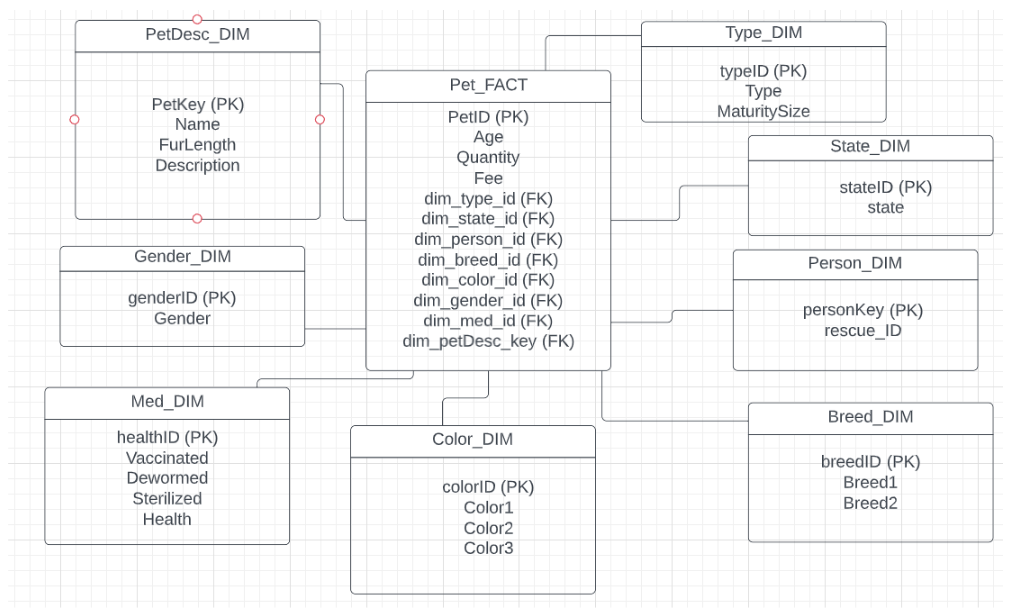 PetDesc_DIM
PetKey (PK)
Name
FurLength
Description
Pet_FACT
PetID (PK)
Age
Quantity
Fee
dim_type_id (FK)
dim_state_id (FK)
dim_person_id (FK)
dim_breed_id (FK)
dim_color_id (FK)
dim_gender_id (FK)
dim_med_id (FK)
dim_petDesc_key (FK)
Type_DIM
typeID (PK)
Type
MaturitySize
State_DIM
stateID (PK)
state
Gender_DIM
genderID (PK)
Gender
Person_DIM
personKey (PK)
rescue_ID
Med_DIM
healthID (PK)
Vaccinated
Dewormed
Sterilized
Health
Color_DIM
colorID (PK)
Color1
Color2
Color3
Breed_DIM
breedID (PK)
Breed1
Breed2